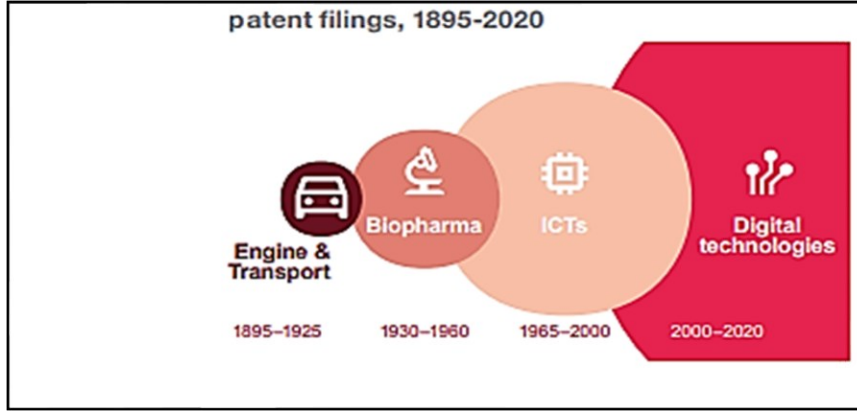 patent filings, 1895-2020
Engine &
Transport
Biopharma
ICTs
Digital
technologies
1895–1925
1930–1960
1965–2000
2000–2020